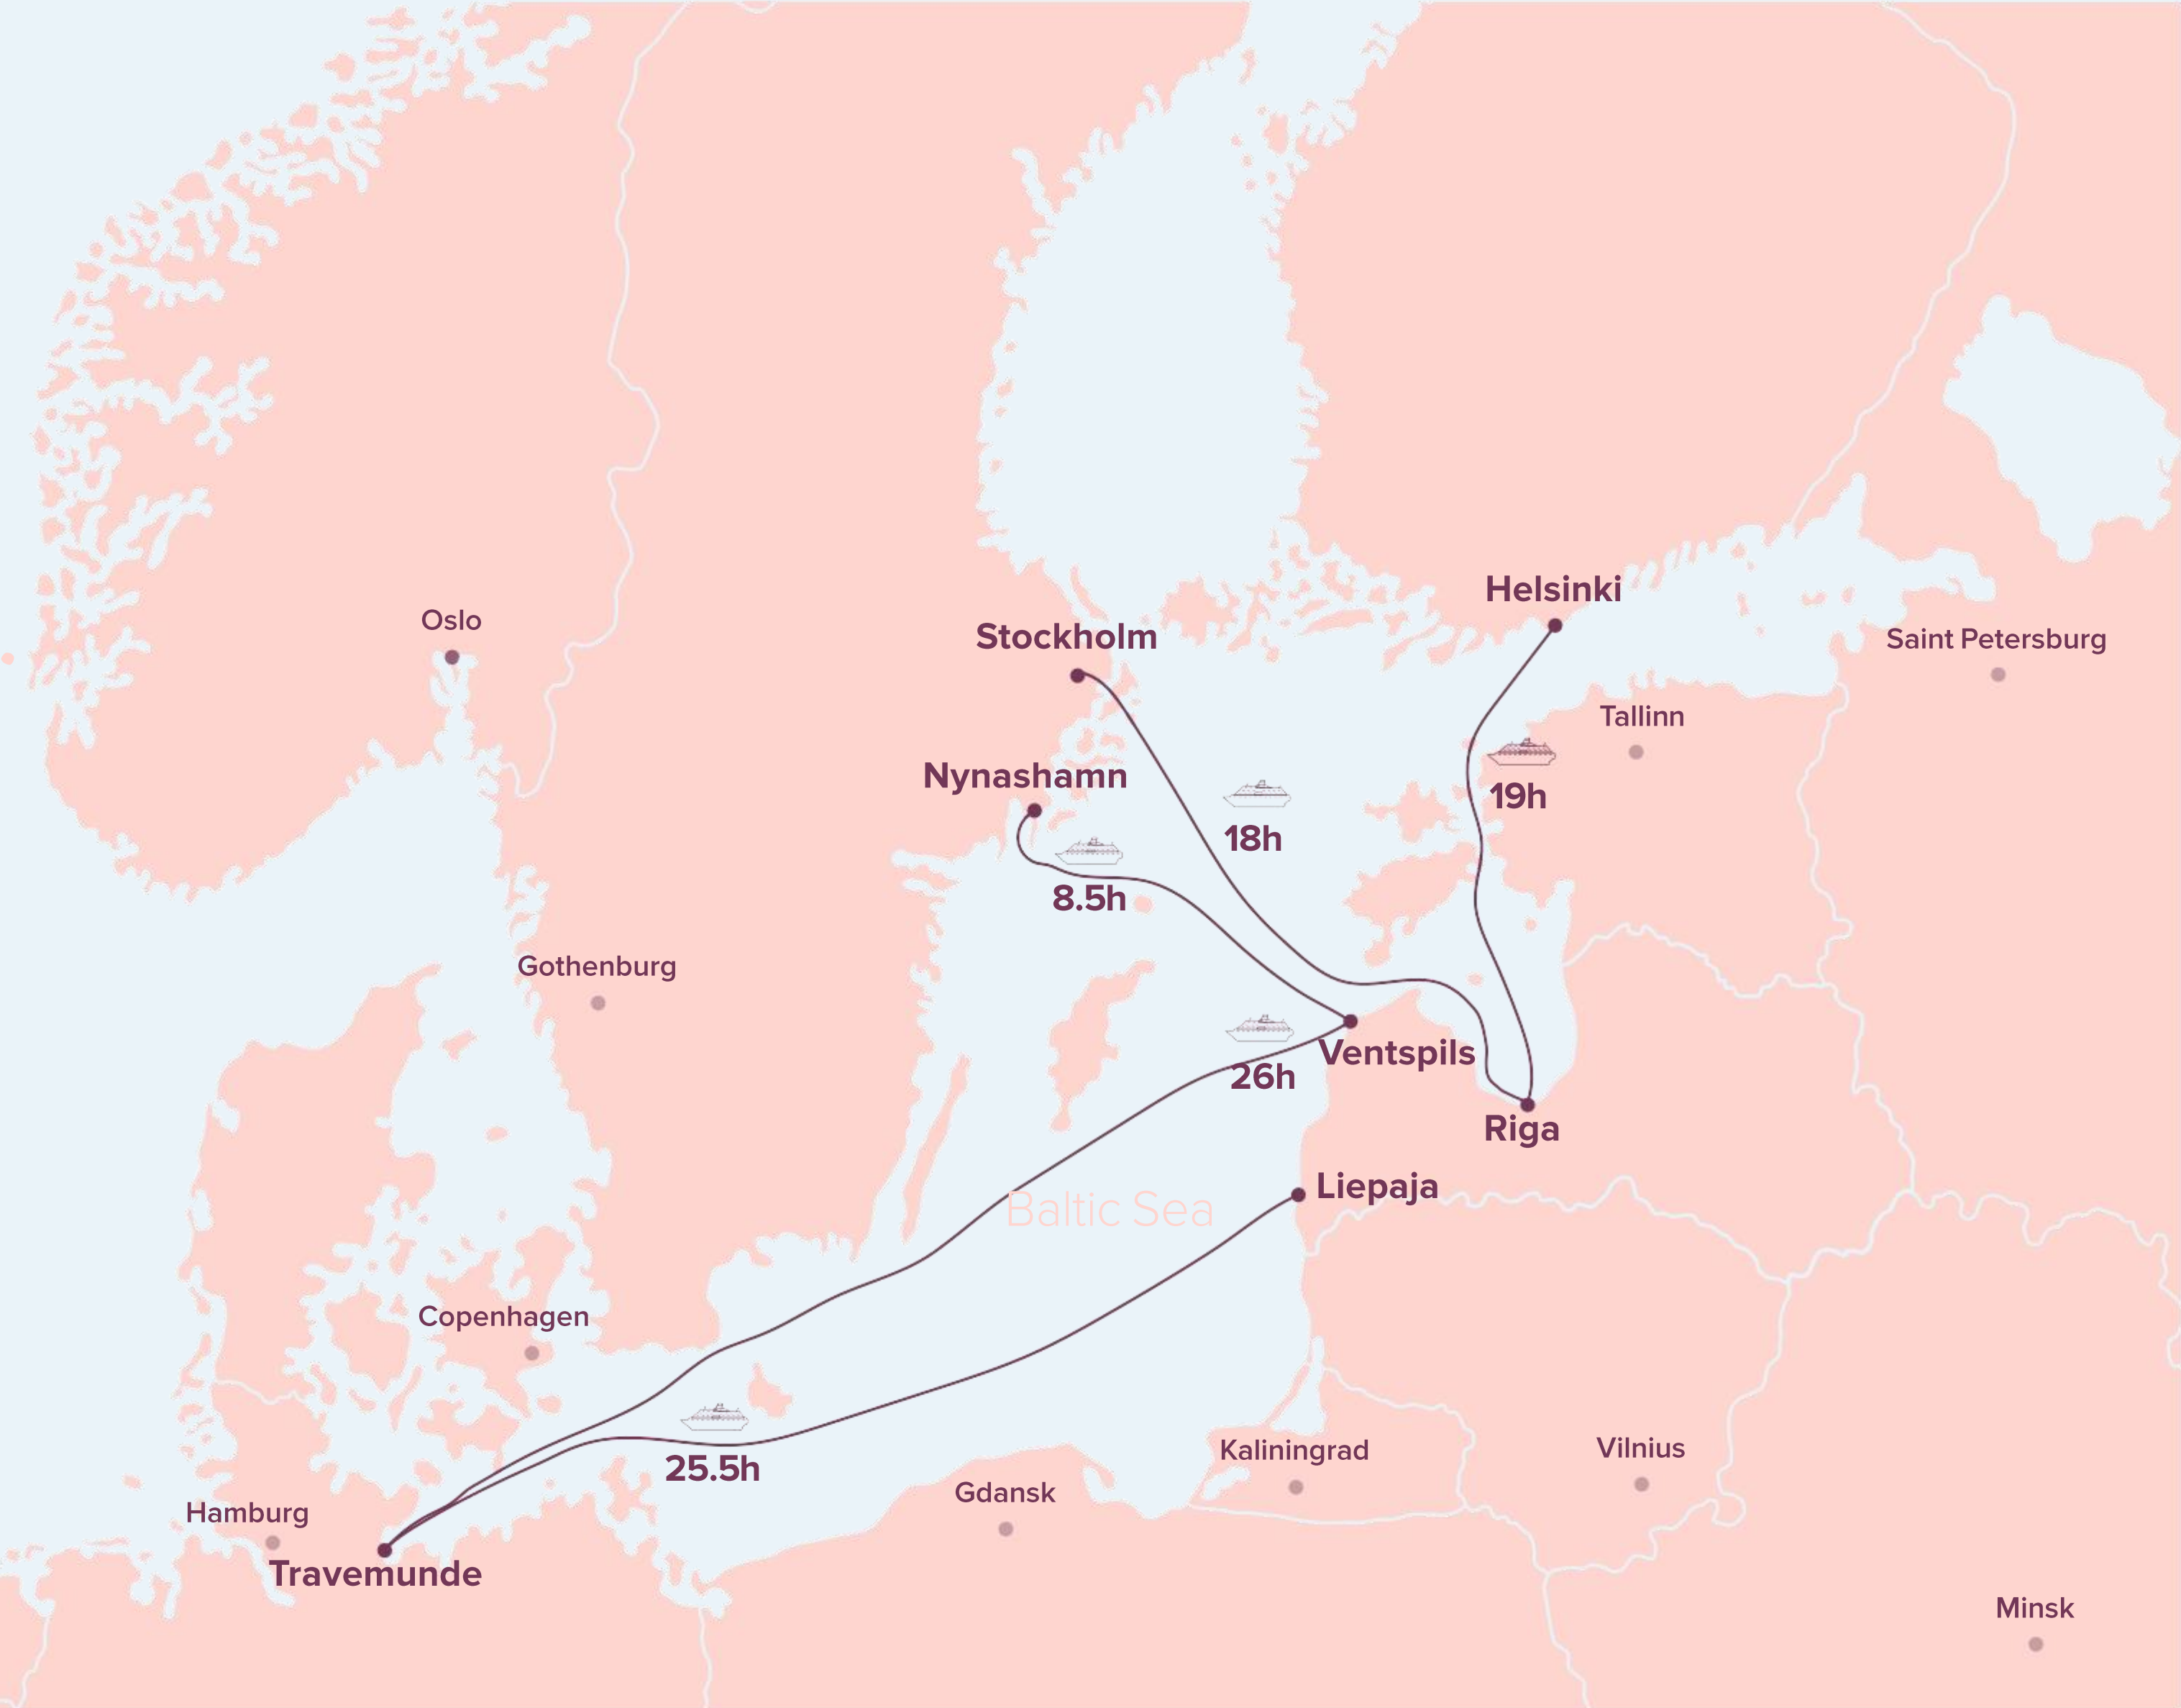 Helsinki
Oslo
Stockholm
Saint Petersburg
Tallinn
Nynashamn
19h
18h
8.5h
Gothenburg
Ventspils
26h
Riga
Liepaja
Baltic Sea
Copenhagen
Kaliningrad
Vilnius
25.5h
Gdansk
Hamburg
Travemunde
Minsk